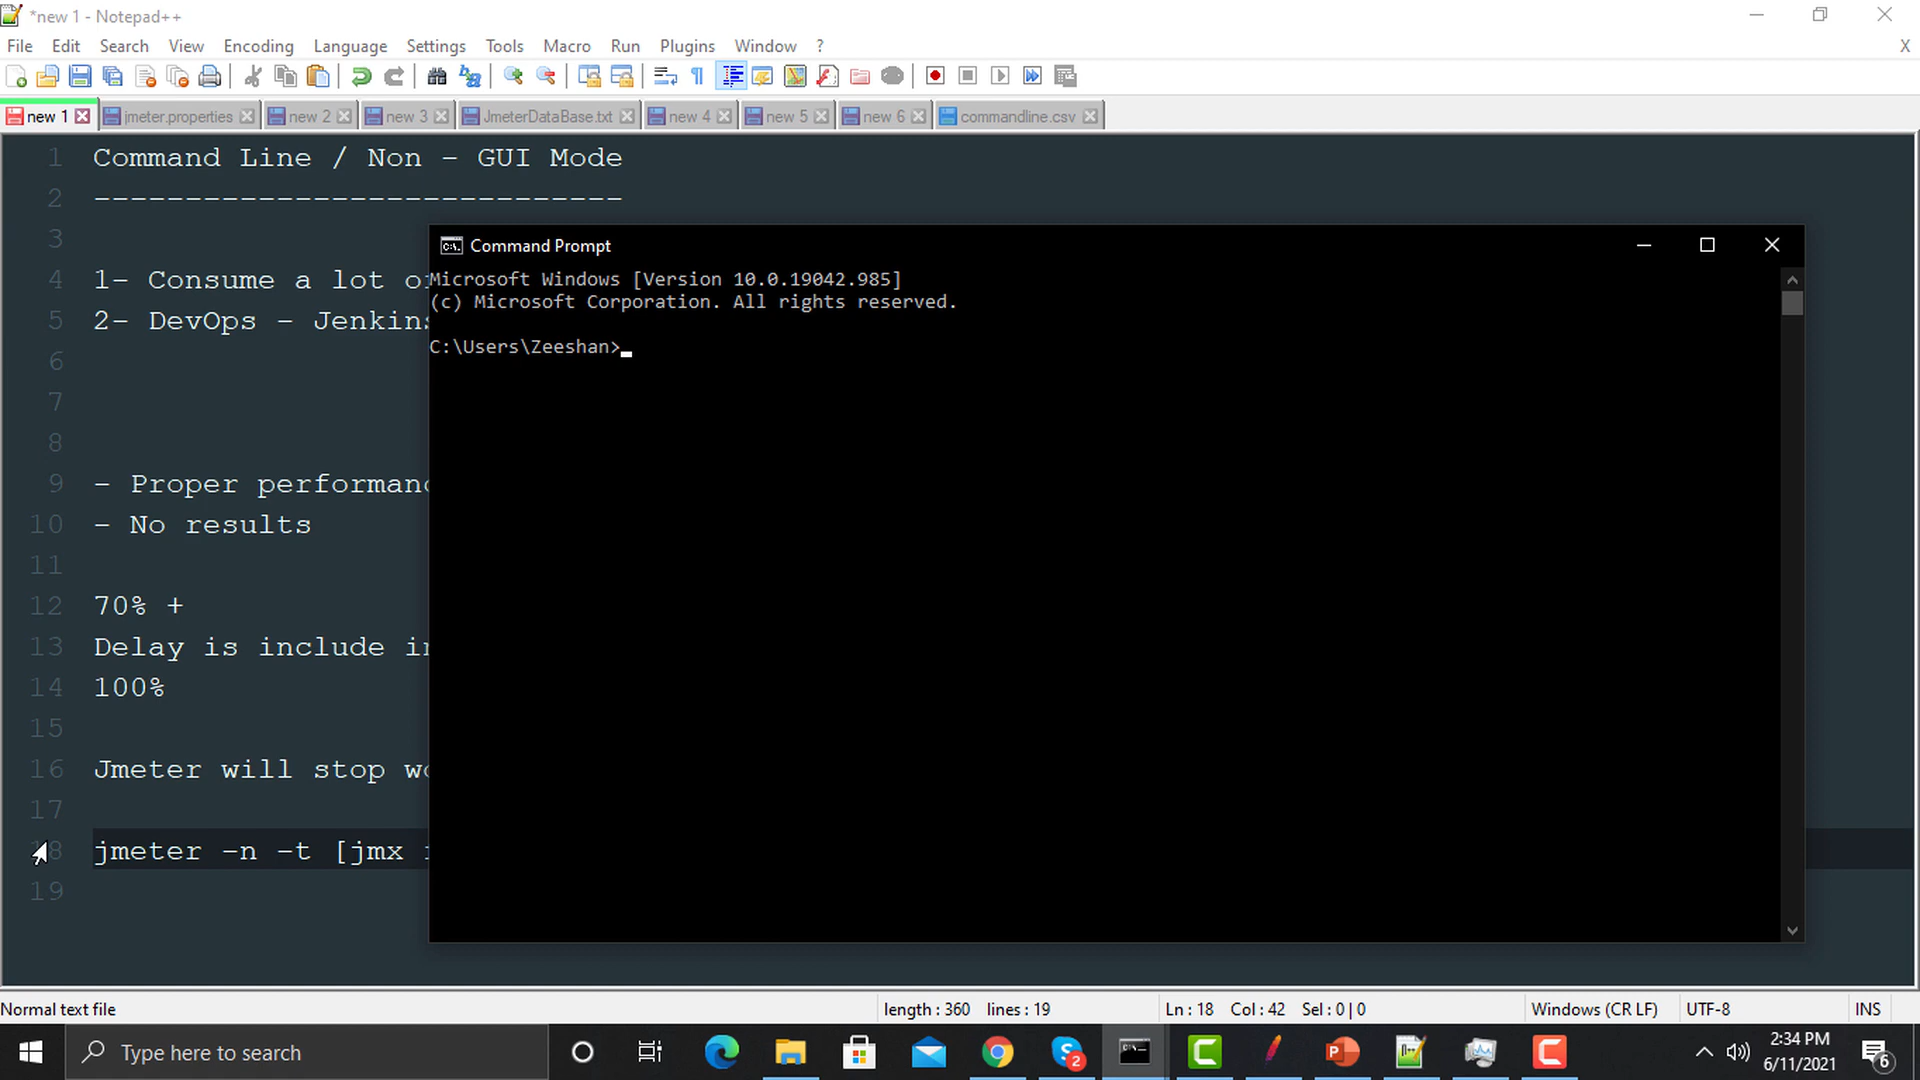 *new 1 - Notepad++
File Edit Search View Encoding Language Settings Tools Macro Run Plugins Window ? X
new 1 jmeter.properties new 2 new 3 JmeterDataBase.txt new 4 new 5 new 6 commandline.csv
1 Command Line / Non - GUI Mode
2 -----------------------------
3
4 1- Consume a lot
5 2- DevOps - Jenkins
6
7
8
9 - Proper
10 - No results
11
12 70% +
13 Delay is include
14 100%
15
16 Jmeter will stop
17
18 jmeter -n -t [jmx
19
Command Prompt
Microsoft Windows [Version 10.0.19042.985]
(c) Microsoft Corporation. All rights reserved.
C:\Users\Zeeshan>
Normal text file length : 360 lines : 19 Ln : 18 Col : 42 Sel : 0 | 0 Windows (CR LF) UTF-8 INS
Type here to search
2
2:34 PM
6/11/2021
6